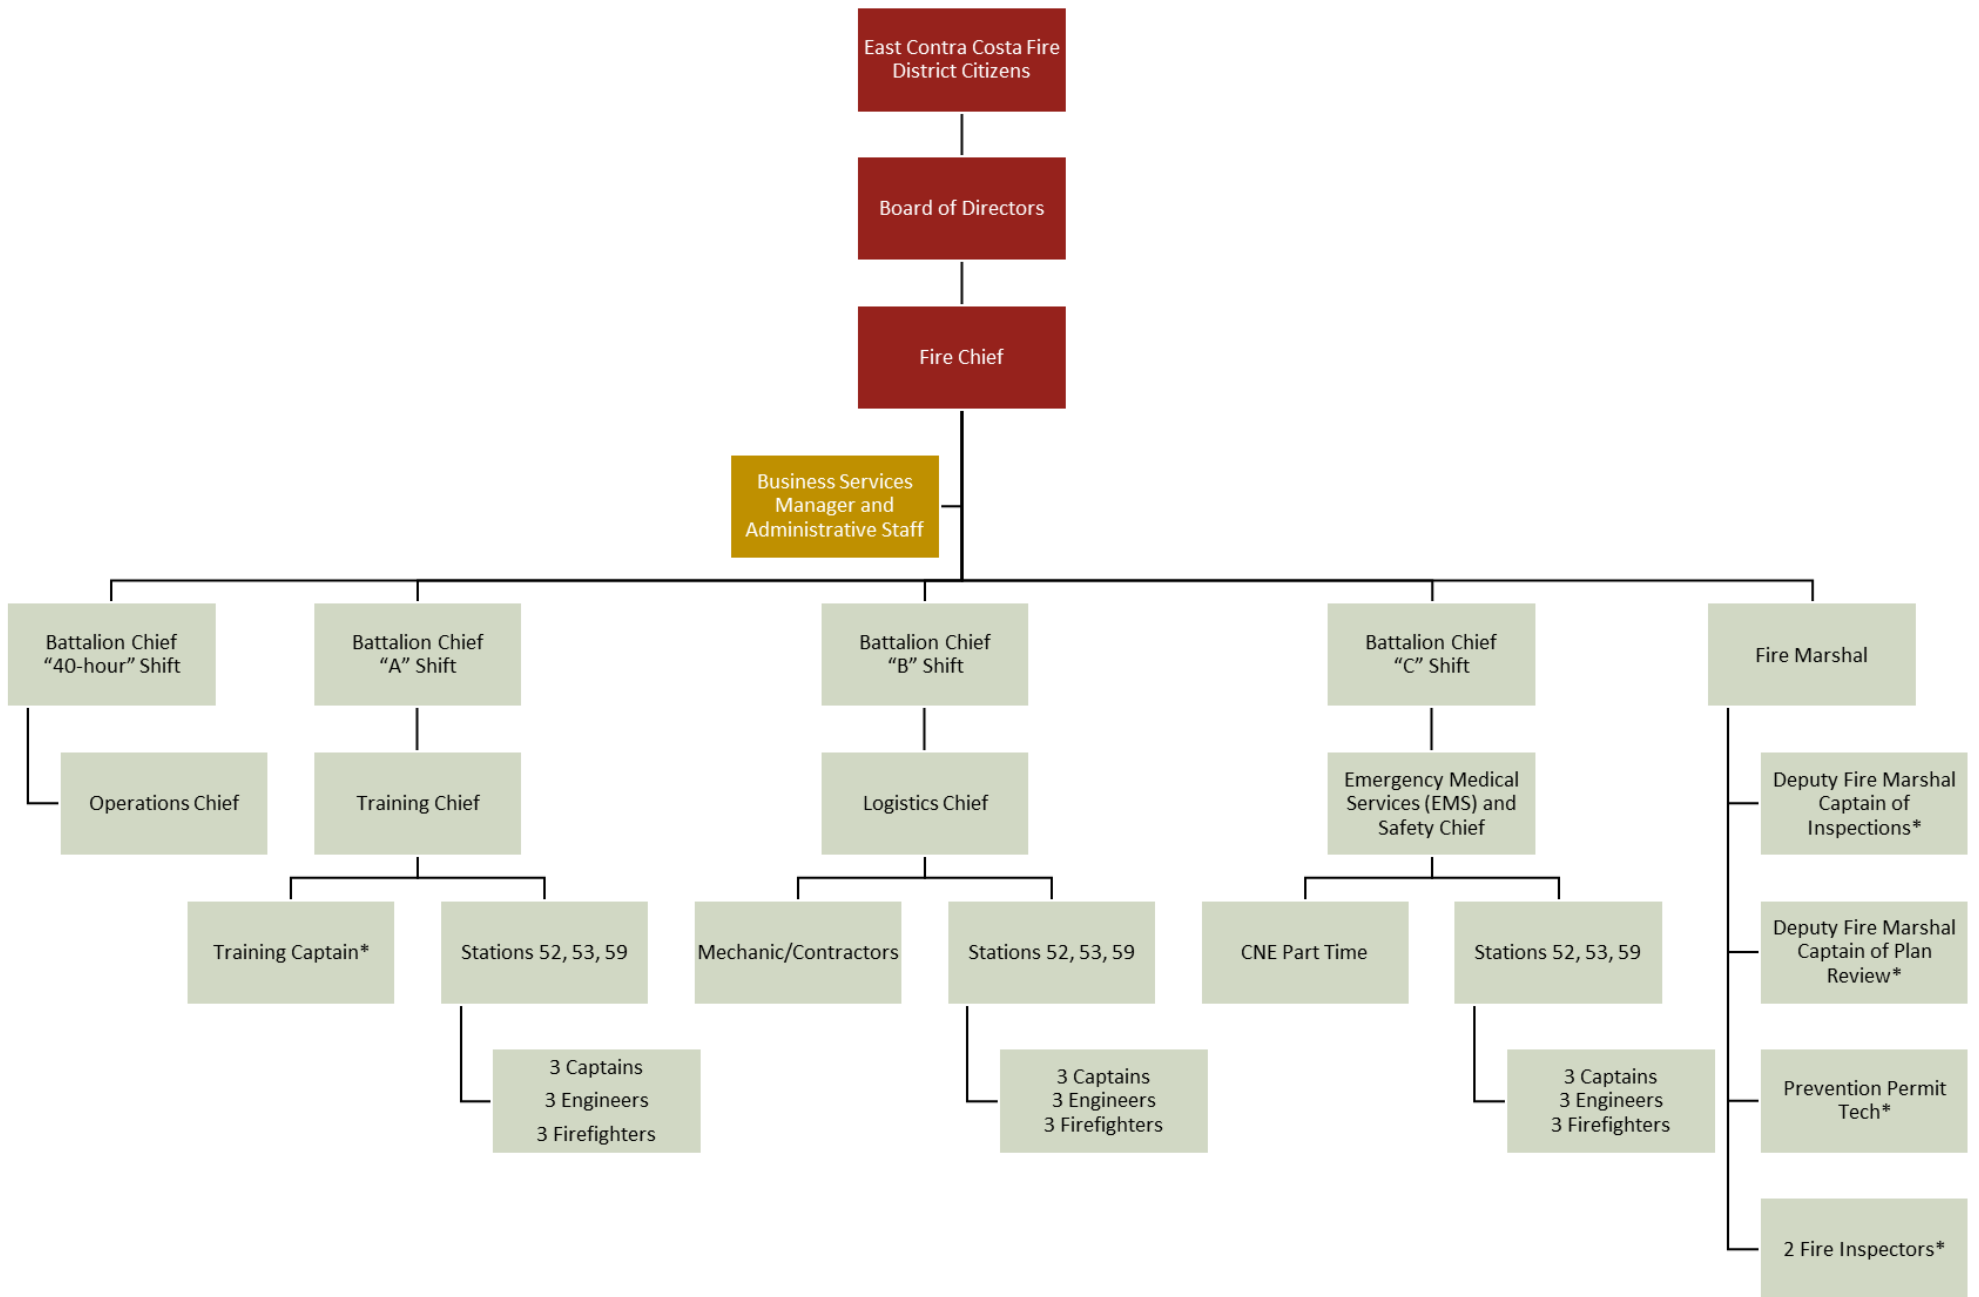 East Contra Costa Fire
District Citizens
Board of Directors
Fire Chief
Business Services
Manager and
Administrative Staff
Battalion Chief
“40-hour” Shift
Battalion Chief
“A” Shift
Battalion Chief
“B” Shift
Battalion Chief
“C” Shift
Fire Marshal
Operations Chief
Training Chief
Logistics Chief
Emergency Medical
Services (EMS) and
Safety Chief
Deputy Fire Marshal
Captain of
Inspections*
Training Captain*
Stations 52, 53, 59
Mechanic/Contractors
Stations 52, 53, 59
CNE Part Time
Stations 52, 53, 59
Deputy Fire Marshal
Captain of Plan
Review*
3 Captains
3 Engineers
3 Firefighters
3 Captains
3 Engineers
3 Firefighters
3 Captains
3 Engineers
3 Firefighters
Prevention Permit
Tech*
2 Fire Inspectors*